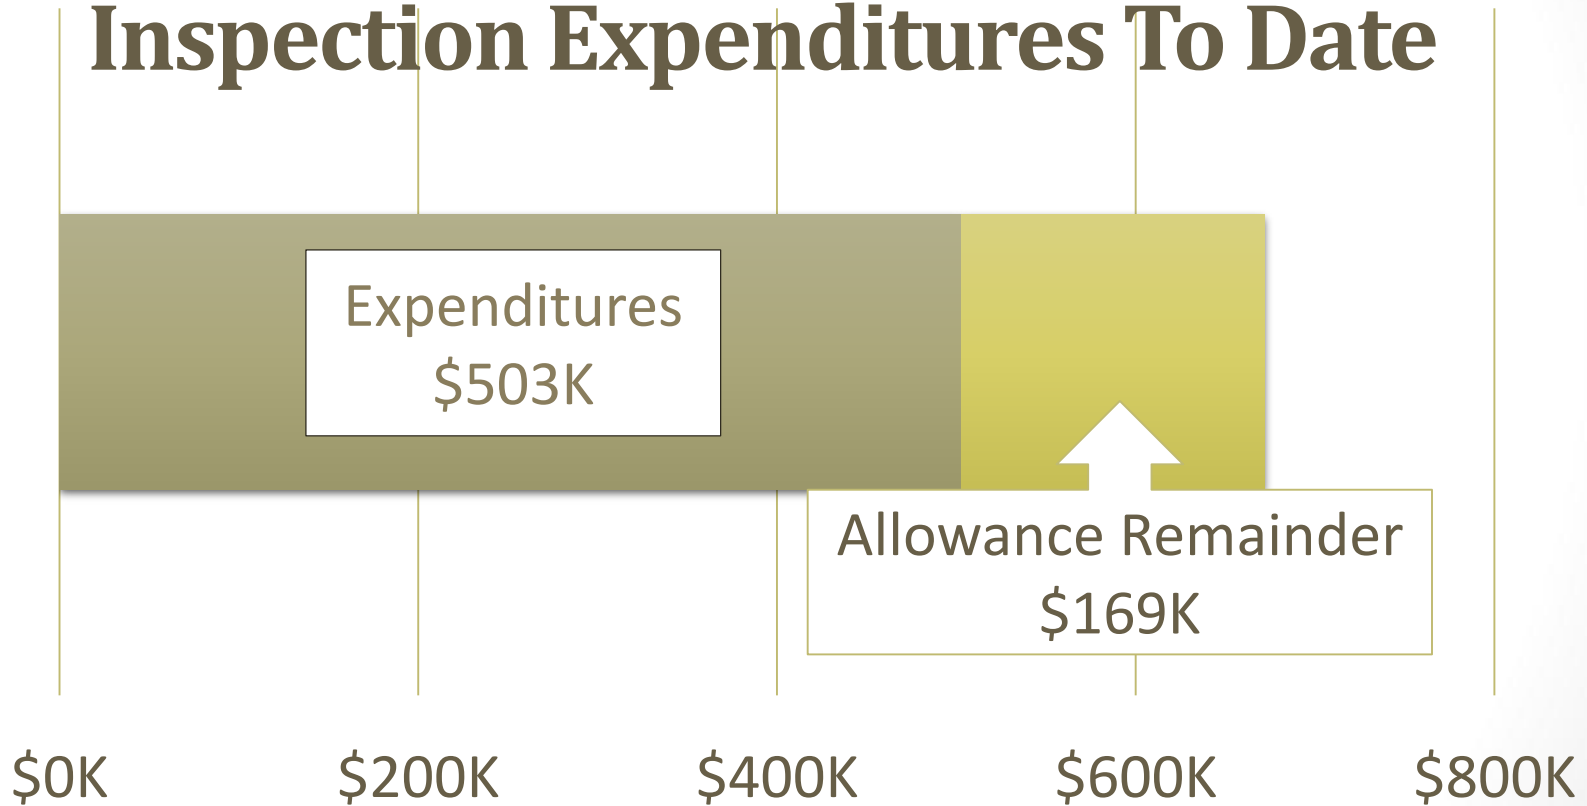 Inspection Expenditures To Date
Expenditures
$503K
Allowance Remainder
$169K
$0K
$200K
$400K
$600K
$800K